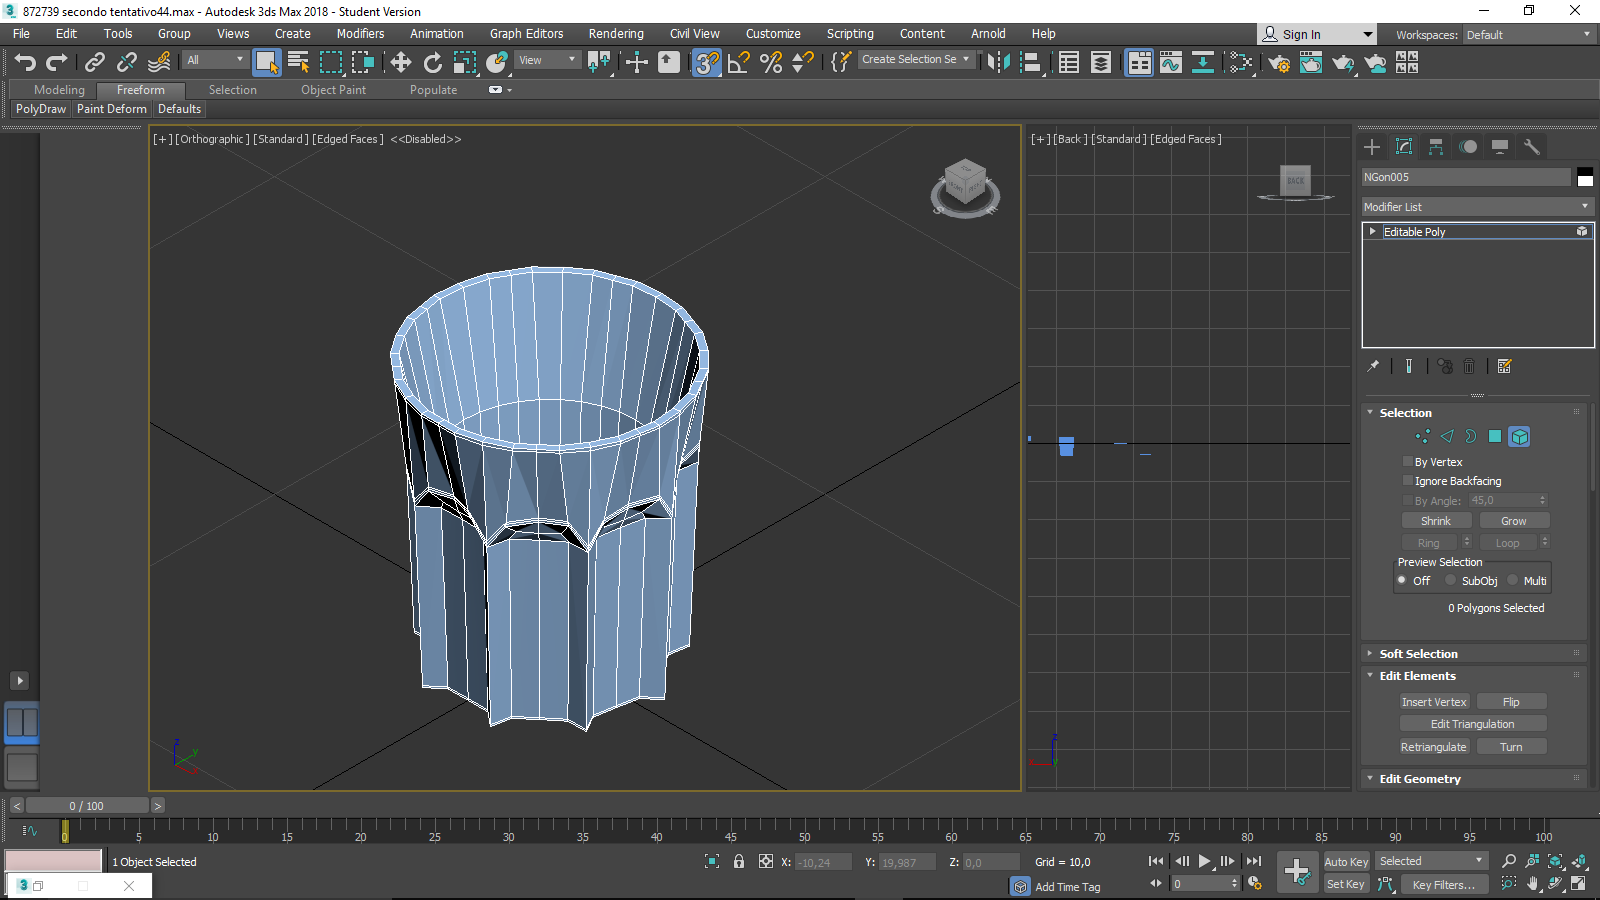 872739 secondo tentativo44.max - Autodesk 3ds Max 2018 - Student Version
File Edit Tools Group Views Create Modifiers Animation Graph Editors Rendering Civil View Customize Scripting Content Arnold Help Sign In Workspaces: Default
All View Create Selection Se
Modeling Freeform Selection Object Paint Populate
PolyDraw Paint Deform Defaults
[+] [Orthographic] [Standard] [Edged Faces] <<Disabled>>
[+] [Back] [Standard] [Edged Faces]
BACK
NGon005
Modifier List
Editable Poly
Selection
By Vertex
Ignore Backfacing
By Angle: 45,0
Shrink Grow
Ring Loop
Preview Selection
Off SubObj Multi
0 Polygons Selected
Soft Selection
Edit Elements
Insert Vertex Flip
Edit Triangulation
Retriangulate Turn
Edit Geometry
z y x
z x y
< 0 / 100 >
0 5 10 15 20 25 30 35 40 45 50 55 60 65 70 75 80 85 90 95 100
1 Object Selected X: -10,24 Y: 19,987 Z: 0,0 Grid = 10,0 Auto Key Selected
Add Time Tag 0 Set Key Key Filters...
3